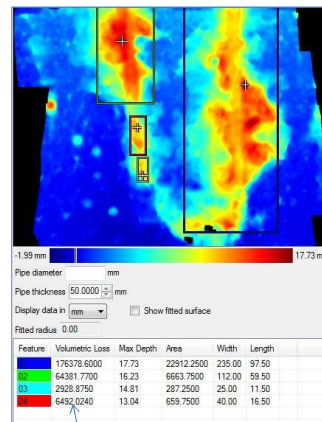 -1.99 mm 17.73 m
Pipe diameter mm
Pipe thickness 50.0000 mm
Display data in mm Show fitted surface
Fitted radius 0.00
Feature Volumetric Loss Max Depth Area Width Length
01 176378.6000 17.73 22912.2500 235.00 97.50
02 64381.7700 16.23 6663.7500 112.00 59.50
03 2928.8750 14.81 287.2500 25.00 11.50
04 6492.0240 13.04 659.7500 40.00 16.50